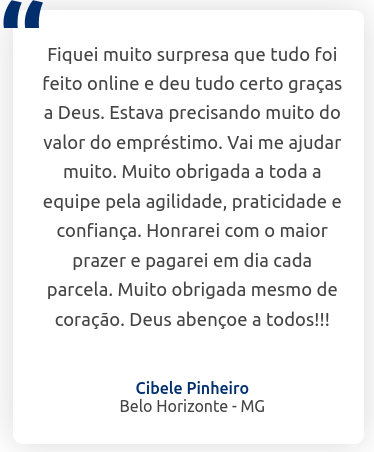 “
Fiquei muito surpresa que tudo foi
feito online e deu tudo certo graças
a Deus. Estava precisando muito do
valor do empréstimo. Vai me ajudar
muito. Muito obrigada a toda a
equipe pela agilidade, praticidade e
confiança. Honrarei com o maior
prazer e pagarei em dia cada
parcela. Muito obrigada mesmo de
coração. Deus abençoe a todos!!!
Cibele Pinheiro
Belo Horizonte - MG